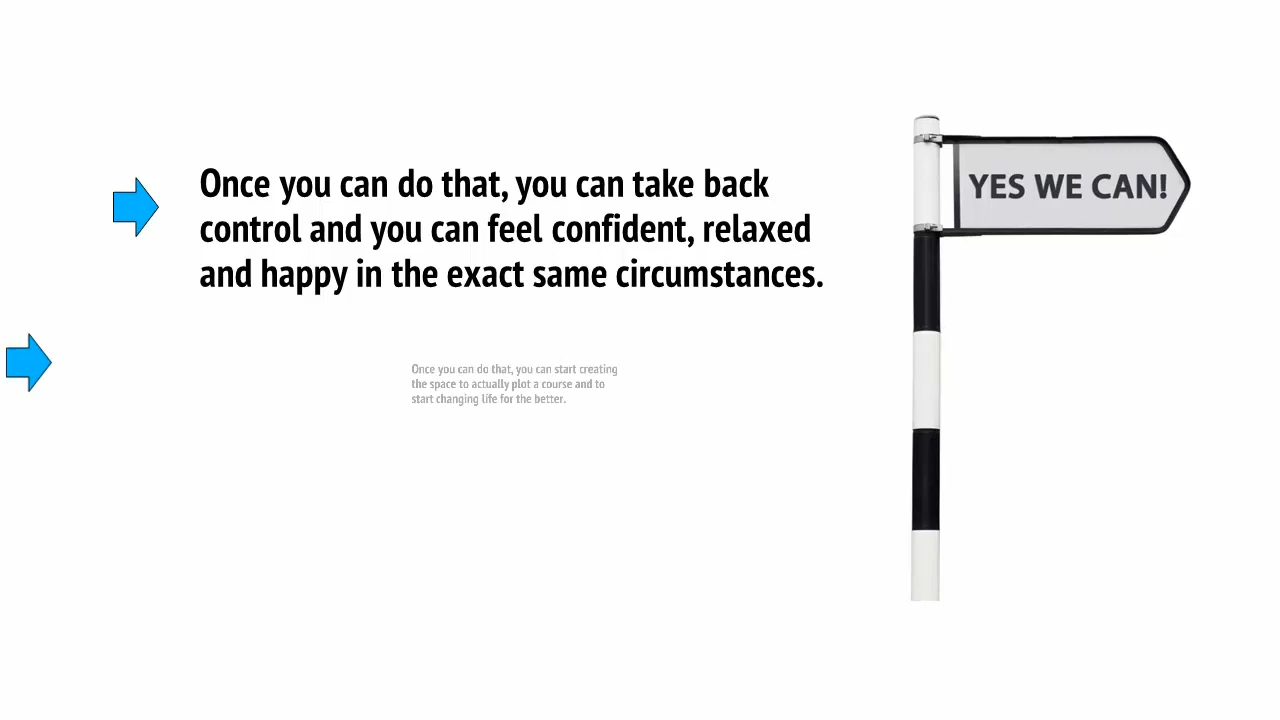 Once you can do that, you can take back
control and you can feel confident, relaxed
and happy in the exact same circumstances.
YES WE CAN!
Once you can do that, you can start creating
the space to actually plot a course and to
start changing life for the better.